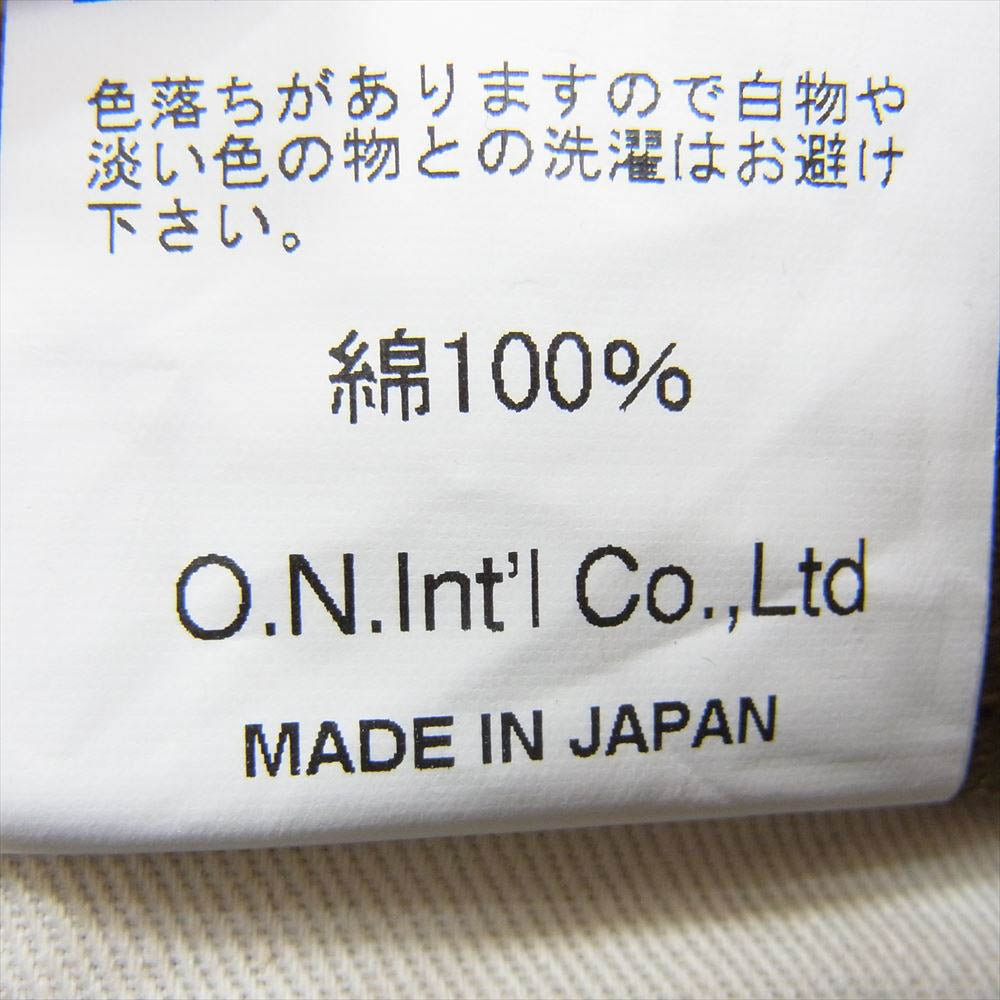 色落ちがありますので白物や
淡い色の物との洗濯はお避け
下さい。
綿100%
O.N.Int'l Co.,Ltd
MADE IN JAPAN